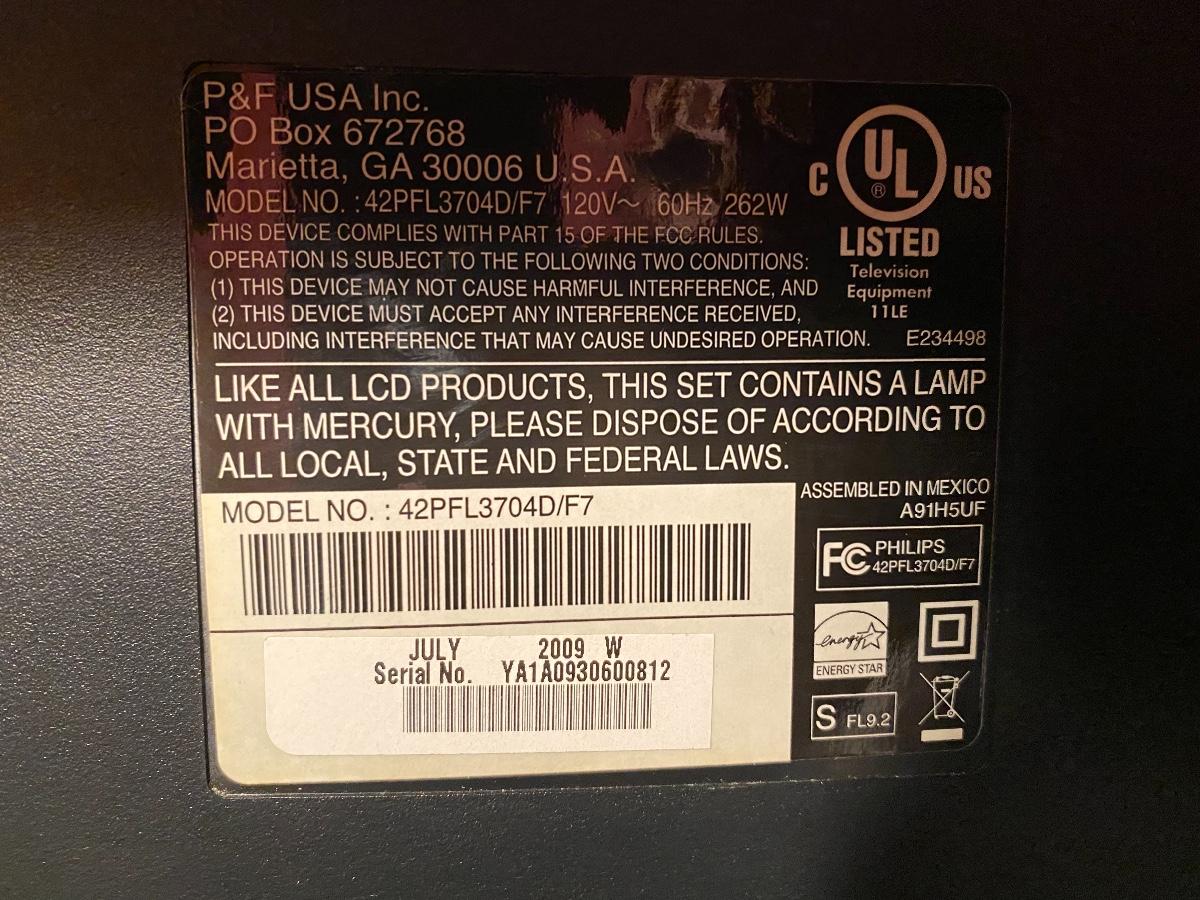 P&F USA Inc.
PO Box 672768
Marietta, GA 30006 U.S.A.
MODEL NO. : 42PFL3704D/F7 120V~ 60Hz 262W
THIS DEVICE COMPLIES WITH PART 15 OF THE FCC RULES.
OPERATION IS SUBJECT TO THE FOLLOWING TWO CONDITIONS:
(1) THIS DEVICE MAY NOT CAUSE HARMFUL INTERFERENCE, AND
(2) THIS DEVICE MUST ACCEPT ANY INTERFERENCE RECEIVED,
INCLUDING INTERFERENCE THAT MAY CAUSE UNDESIRED OPERATION.
C UL ® US
LISTED
Television
Equipment
11LE
E234498
LIKE ALL LCD PRODUCTS, THIS SET CONTAINS A LAMP
WITH MERCURY, PLEASE DISPOSE OF ACCORDING TO
ALL LOCAL, STATE AND FEDERAL LAWS.
MODEL NO. : 42PFL3704D/F7
JULY 2009 W
Serial No. YA1A0930600812
ASSEMBLED IN MEXICO
A91H5UF
FC PHILIPS
42PFL3704D/F7
energy
ENERGY STAR
S FL9.2